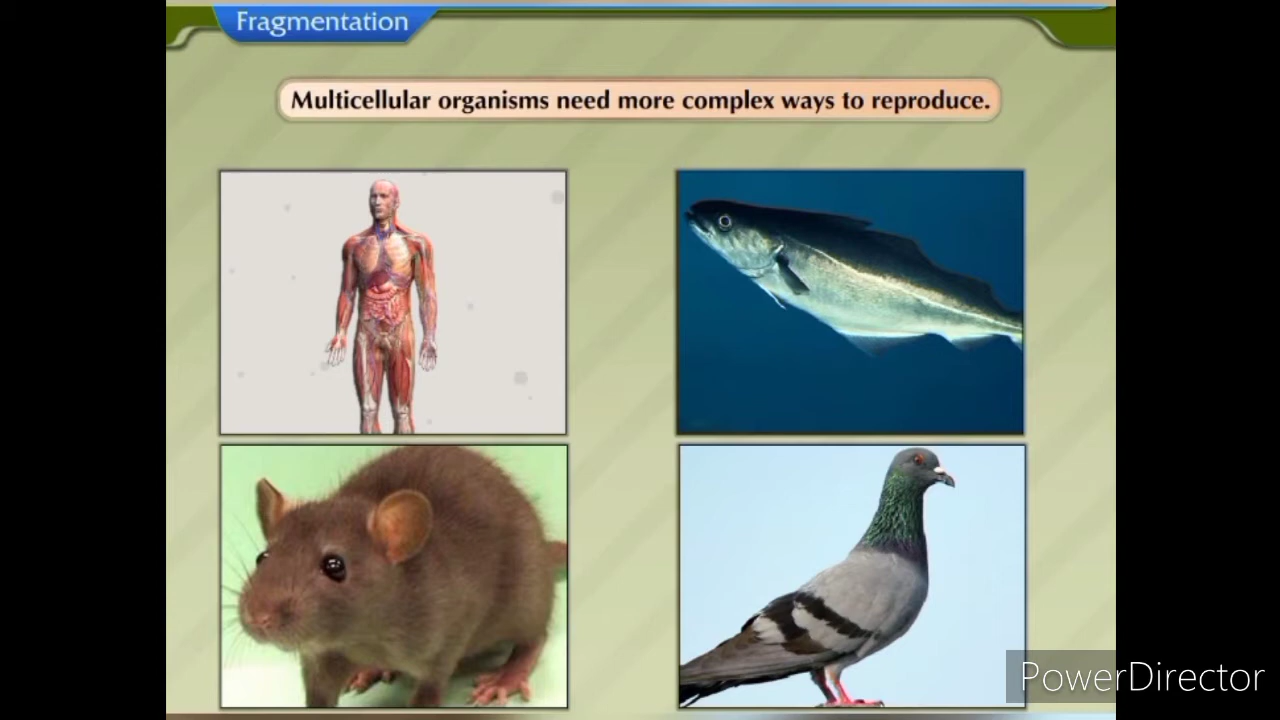 Fragmentation
Multicellular organisms need more complex ways to reproduce.
PowerDirector